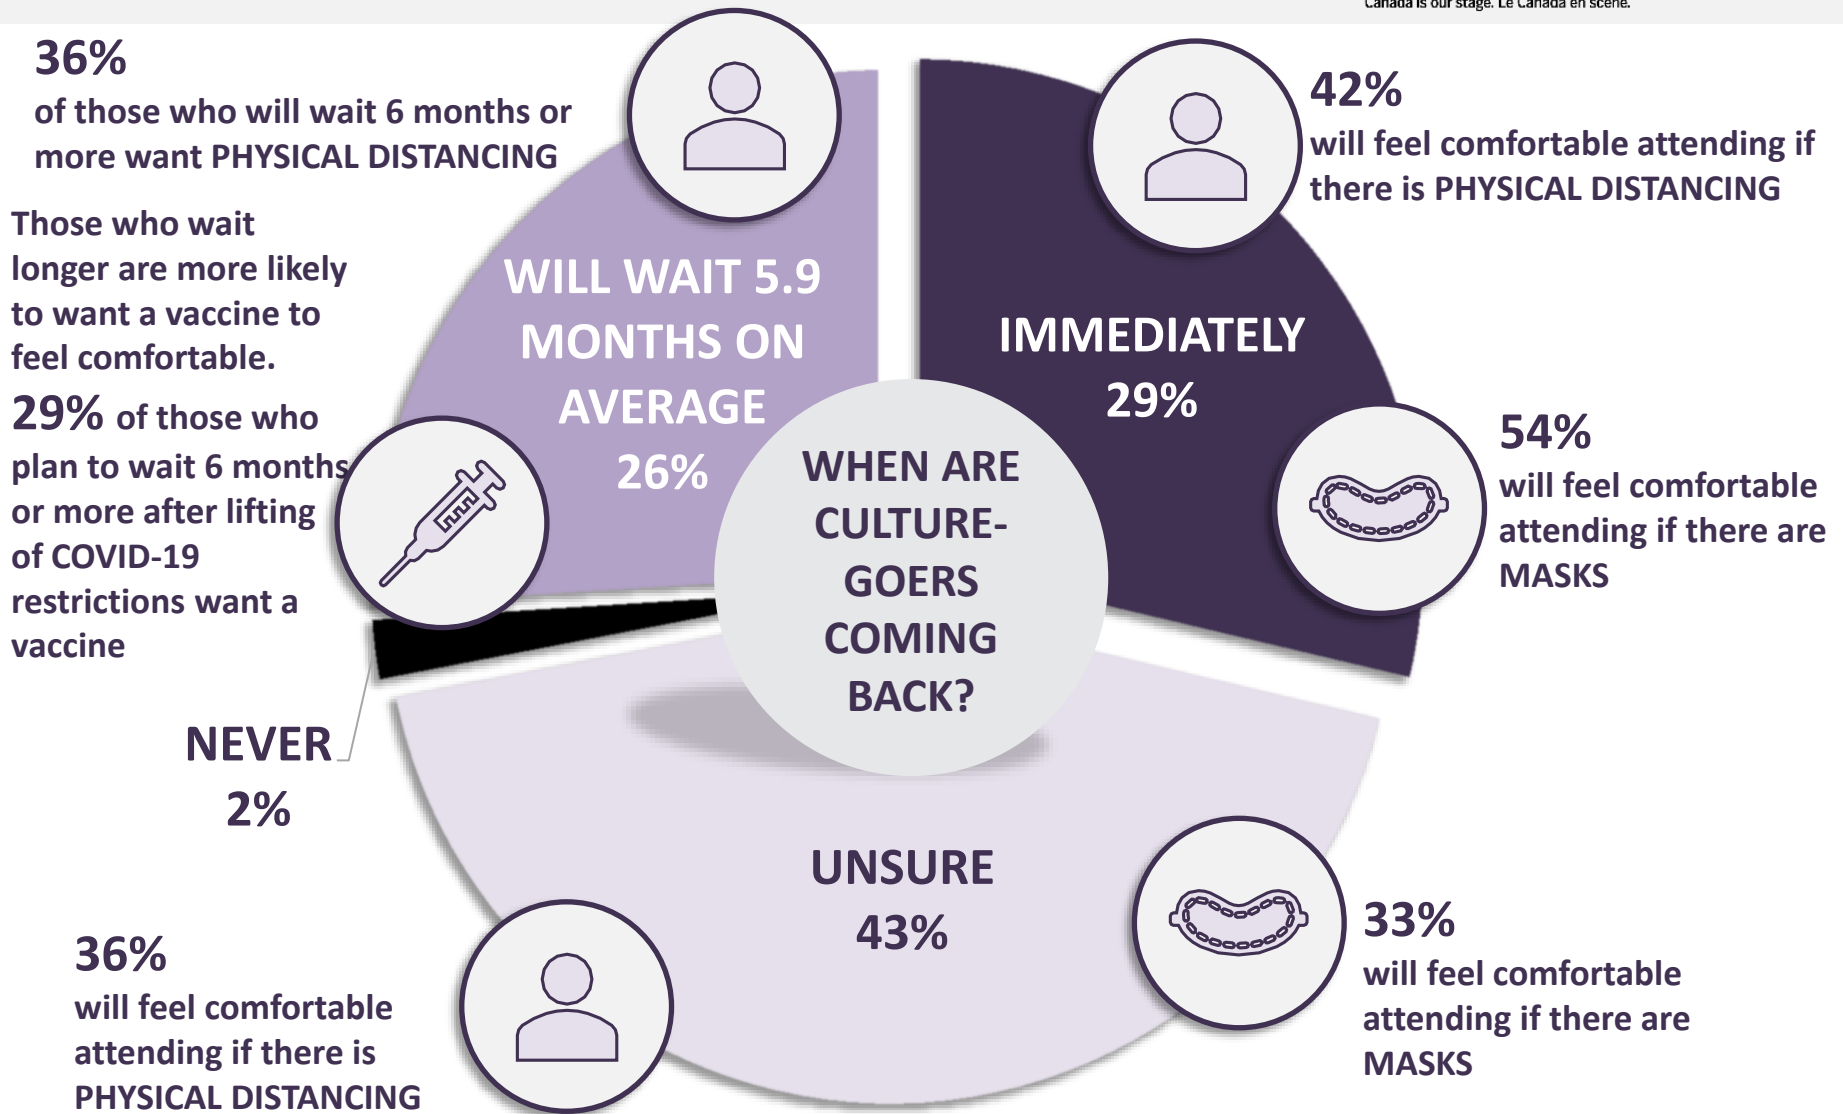 Canada is our stage. Le Canada en scène.
36%
of those who will wait 6 months or
more want PHYSICAL DISTANCING
Those who wait
longer are more likely
to want a vaccine to
feel comfortable.
29% of those who
plan to wait 6 months
or more after lifting
of COVID-19
restrictions want a
vaccine
WILL WAIT 5.9
MONTHS ON
AVERAGE
26%
IMMEDIATELY
29%
42%
will feel comfortable attending if
there is PHYSICAL DISTANCING
54%
will feel comfortable
attending if there are
MASKS
WHEN ARE
CULTURE-
GOERS
COMING
BACK?
NEVER
2%
UNSURE
43%
36%
will feel comfortable
attending if there is
PHYSICAL DISTANCING
33%
will feel comfortable
attending if there are
MASKS